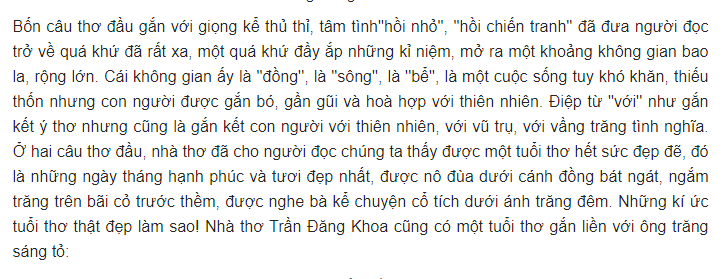 Bốn câu thơ đầu gắn với giọng kể thủ thỉ, tâm tình"hồi nhỏ", "hồi chiến tranh" đã đưa người đọc
trở về quá khứ đã rất xa, một quá khứ đầy ắp những kỉ niệm, mở ra một khoảng không gian bao
la, rộng lớn. Cái không gian ấy là "đồng", là "sông", là "bể", là một cuộc sống tuy khó khăn, thiếu
thốn nhưng con người được gắn bó, gần gũi và hoà hợp với thiên nhiên. Điệp từ "với" như gắn
kết ý thơ nhưng cũng là gắn kết con người với thiên nhiên, với vũ trụ, với vầng trăng tình nghĩa.
Ở hai câu thơ đầu, nhà thơ đã cho người đọc chúng ta thấy được một tuổi thơ hết sức đẹp đẽ, đó
là những ngày tháng hạnh phúc và tươi đẹp nhất, được nô đùa dưới cánh đồng bát ngát, ngắm
trăng trên bãi cỏ trước thềm, được nghe bà kể chuyện cổ tích dưới ánh trăng đêm. Những kí ức
tuổi thơ thật đẹp làm sao! Nhà thơ Trần Đăng Khoa cũng có một tuổi thơ gắn liền với ông trăng
sáng tỏ: